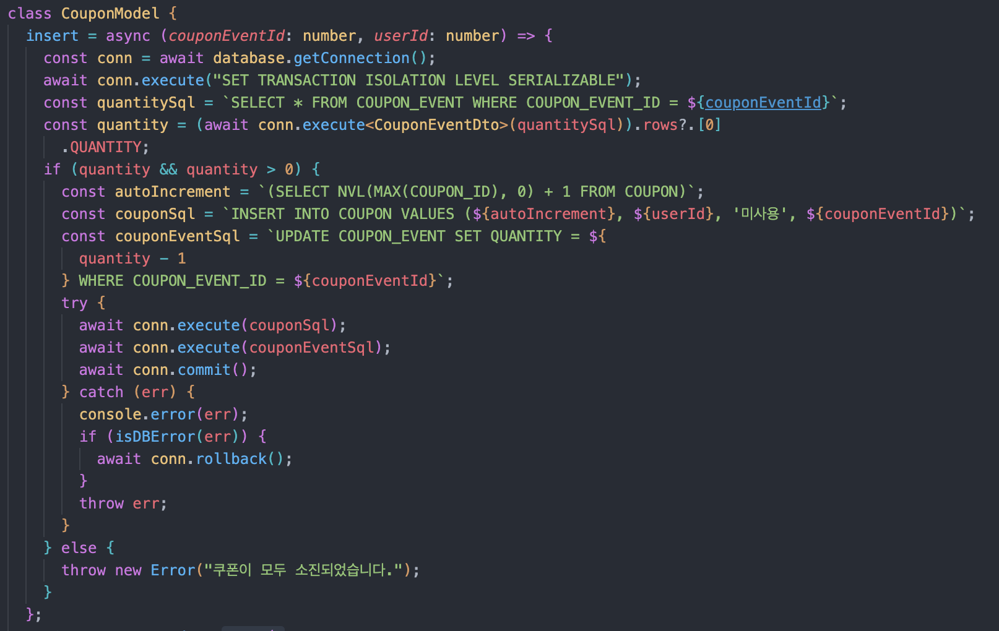 class CouponModel {
insert = async (couponEventId: number, userId: number) => {
const conn = await database.getConnection();
await conn.execute("SET TRANSACTION ISOLATION LEVEL SERIALIZABLE");
const quantitySql = `SELECT * FROM COUPON_EVENT WHERE COUPON_EVENT_ID = ${couponEventId}`;
const quantity = (await conn.execute<CouponEventDto>(quantitySql)).rows?.[0]
.QUANTITY;
if (quantity && quantity > 0) {
const autoIncrement = `(SELECT NVL(MAX(COUPON_ID), 0) + 1 FROM COUPON)`;
const couponSql = `INSERT INTO COUPON VALUES (${autoIncrement}, ${userId}, '미사용', ${couponEventId})`;
const couponEventSql = `UPDATE COUPON_EVENT SET QUANTITY = ${
quantity - 1
} WHERE COUPON_EVENT_ID = ${couponEventId}`;
try {
await conn.execute(couponSql);
await conn.execute(couponEventSql);
await conn.commit();
} catch (err) {
console.error(err);
if (isDBError(err)) {
await conn.rollback();
}
throw err;
}
} else {
throw new Error("쿠폰이 모두 소진되었습니다.");
}
};